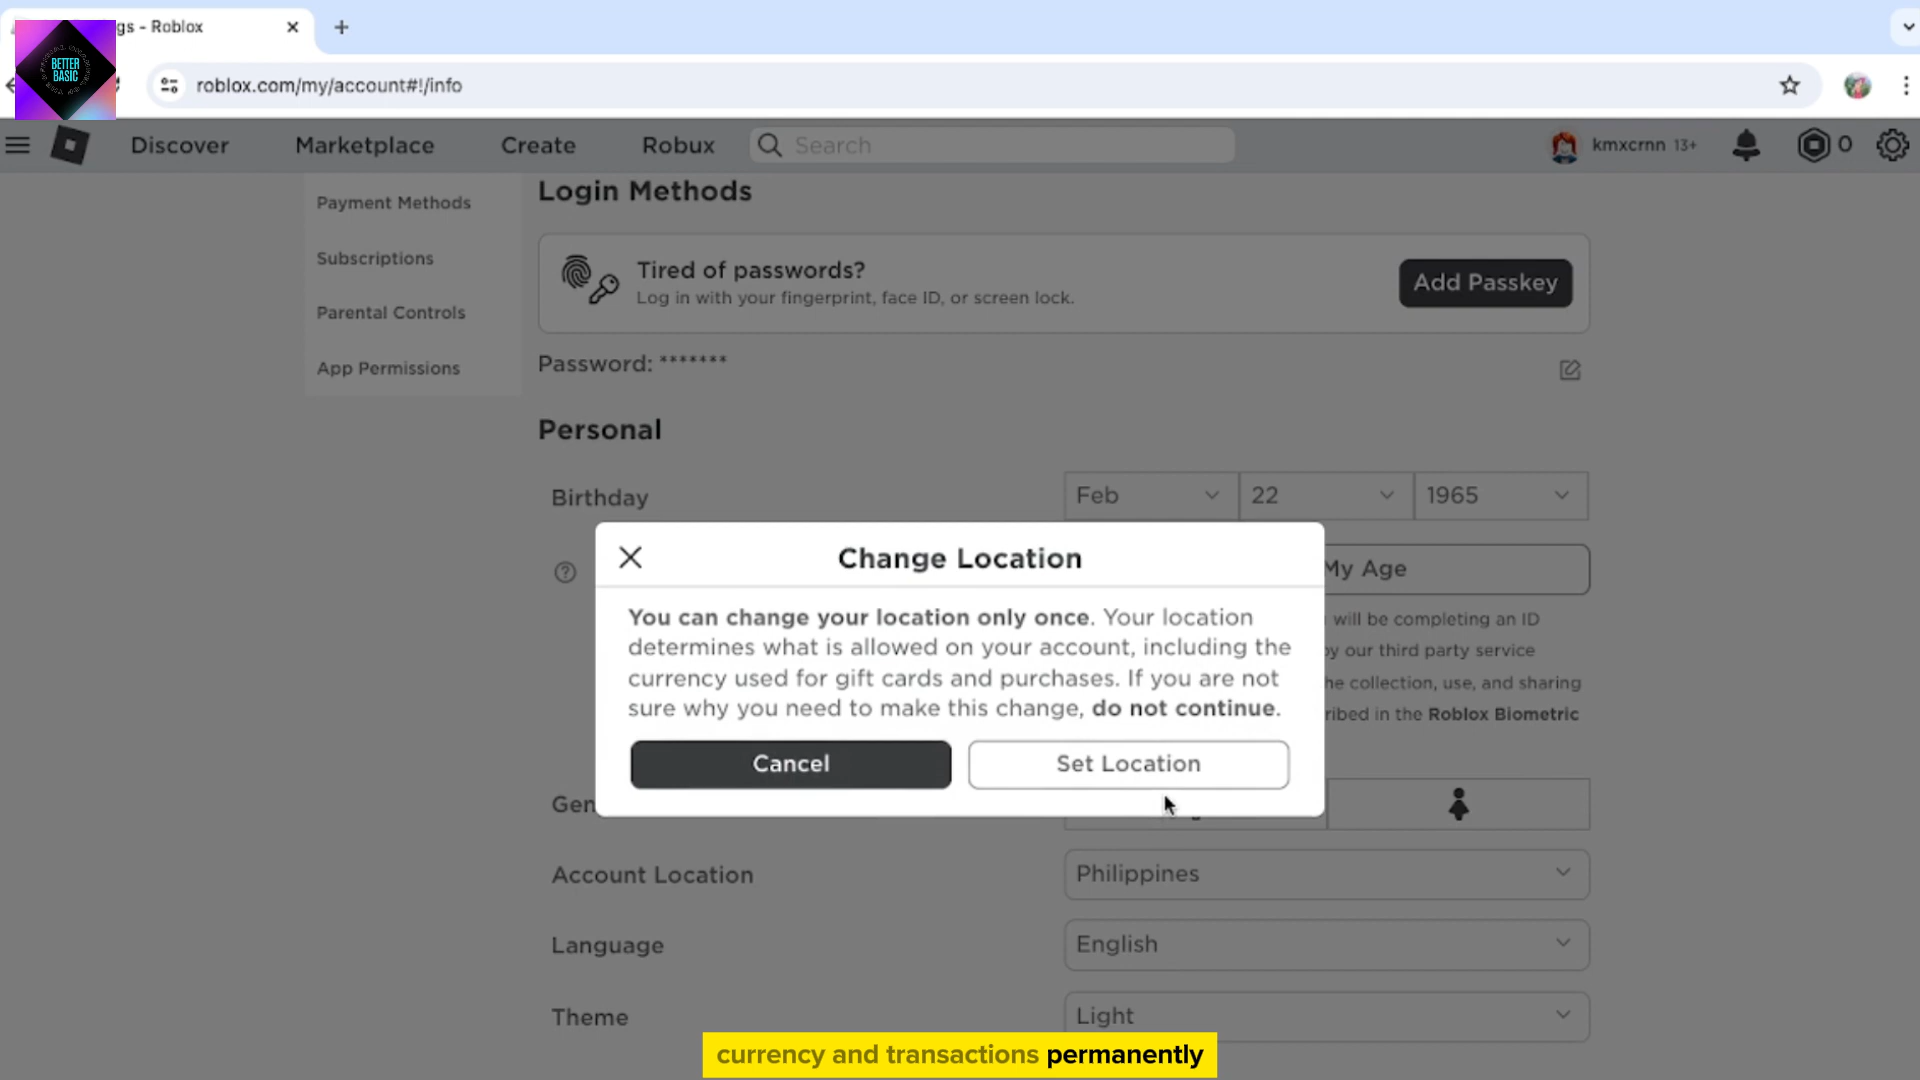 gs - Roblox
BETTER
BASIC
roblox.com/my/account#!/info
Discover
Marketplace
Create
Robux
Search
kmxcrnn 13+
0
Payment Methods
Subscriptions
Parental Controls
App Permissions
Login Methods
Tired of passwords?
Log in with your fingerprint, face ID, or screen lock.
Add Passkey
Password: *******
Personal
Birthday
Feb
22
1965
My Age
will be completing an ID
by our third party service
he collection, use, and sharing
ribed in the Roblox Biometric
Change Location
You can change your location only once. Your location
determines what is allowed on your account, including the
currency used for gift cards and purchases. If you are not
sure why you need to make this change, do not continue.
Cancel
Set Location
Gen
Account Location
Philippines
Language
English
Theme
Light
currency and transactions permanently